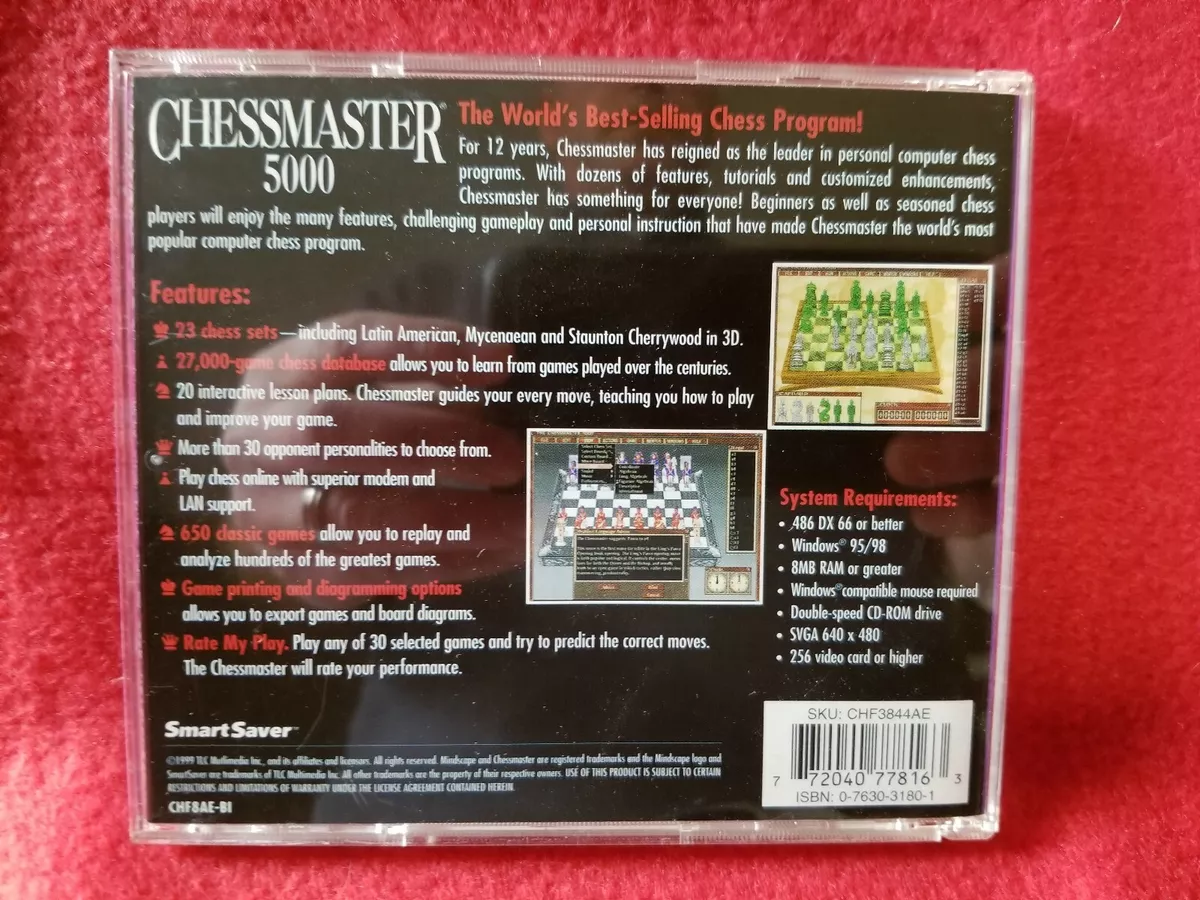 CHESSMASTER®
5000
The World's Best-Selling Chess Program!
For 12 years, Chessmaster has reigned as the leader in personal computer chess
programs. With dozens of features, tutorials and customized enhancements,
Chessmaster has something for everyone! Beginners as well as seasoned chess
players will enjoy the many features, challenging gameplay and personal instruction that have made Chessmaster the world's most
popular computer chess program.
Features:
23 chess sets—including Latin American, Mycenaean and Staunton Cherrywood in 3D.
27,000-game chess database allows you to learn from games played over the centuries.
20 interactive lesson plans. Chessmaster guides your every move, teaching you how to play
and improve your game.
More than 30 opponent personalities to choose from.
Play chess online with superior modem and
LAN support.
650 classic games allow you to replay and
analyze hundreds of the greatest games.
Game printing and diagramming options
allows you to export games and board diagrams.
Rate My Play. Play any of 30 selected games and try to predict the correct moves.
The Chessmaster will rate your performance.
System Requirements:
• 486 DX 66 or better
• Windows® 95/98
• 8MB RAM or greater
• Windows® compatible mouse required
• Double-speed CD-ROM drive
• SVGA 640 x 480
• 256 video card or higher
SmartSaver™
©1999 TLC Multimedia Inc., and its affiliates and licensors. All rights reserved. Mindscape and Chessmaster are registered trademarks and the Mindscape logo and
SmartSaver are trademarks of TLC Multimedia Inc. All other trademarks are the property of their respective owners. USE OF THIS PRODUCT IS SUBJECT TO CERTAIN
RESTRICTIONS AND LIMITATIONS OF WARRANTY UNDER THE LICENSE AGREEMENT CONTAINED HEREIN.
CHF8AE-BI
SKU: CHF3844AE
7 72040 77816 3
ISBN: 0-7630-3180-1